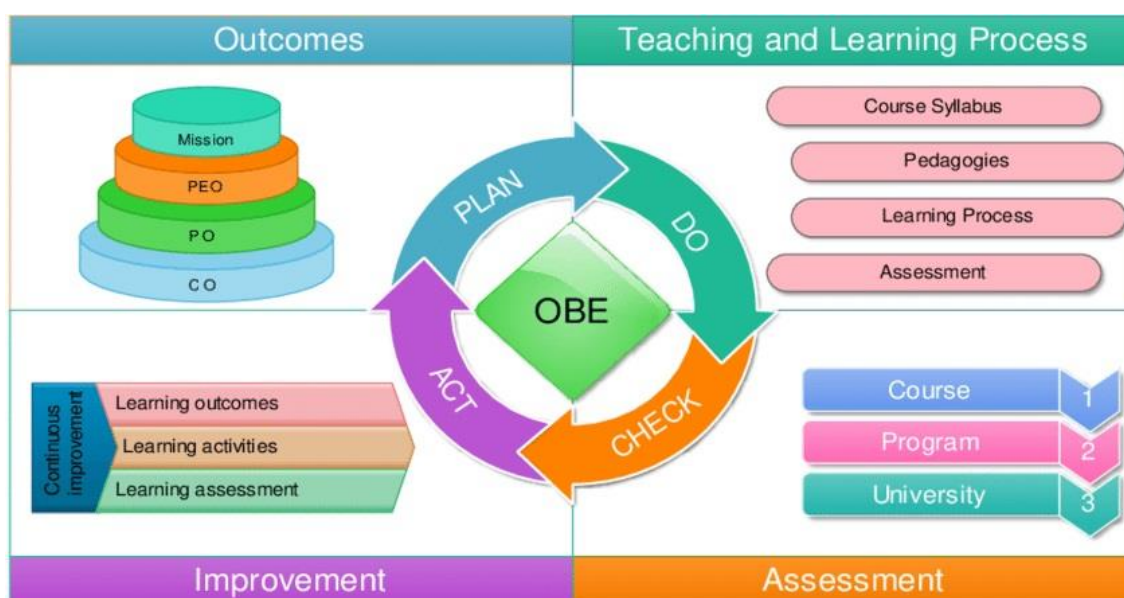 Outcomes
Teaching and Learning Process
Mission
PEO
PO
CO
Course Syllabus
Pedagogies
Learning Process
Assessment
PLAN
DO
OBE
ACT
CHECK
Continuous
improvement
Learning outcomes
Learning activities
Learning assessment
Course 1
Program 2
University 3
Improvement
Assessment